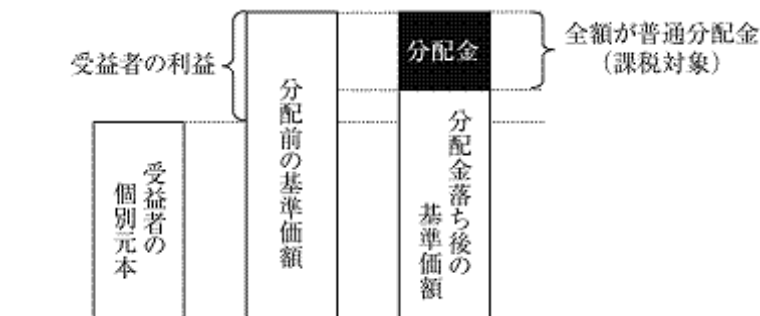 受益者の利益
受益者の
個別元本
分配前の基準価額
分配金
分配金落ち後の
基準価額
全額が普通分配金
（課税対象）